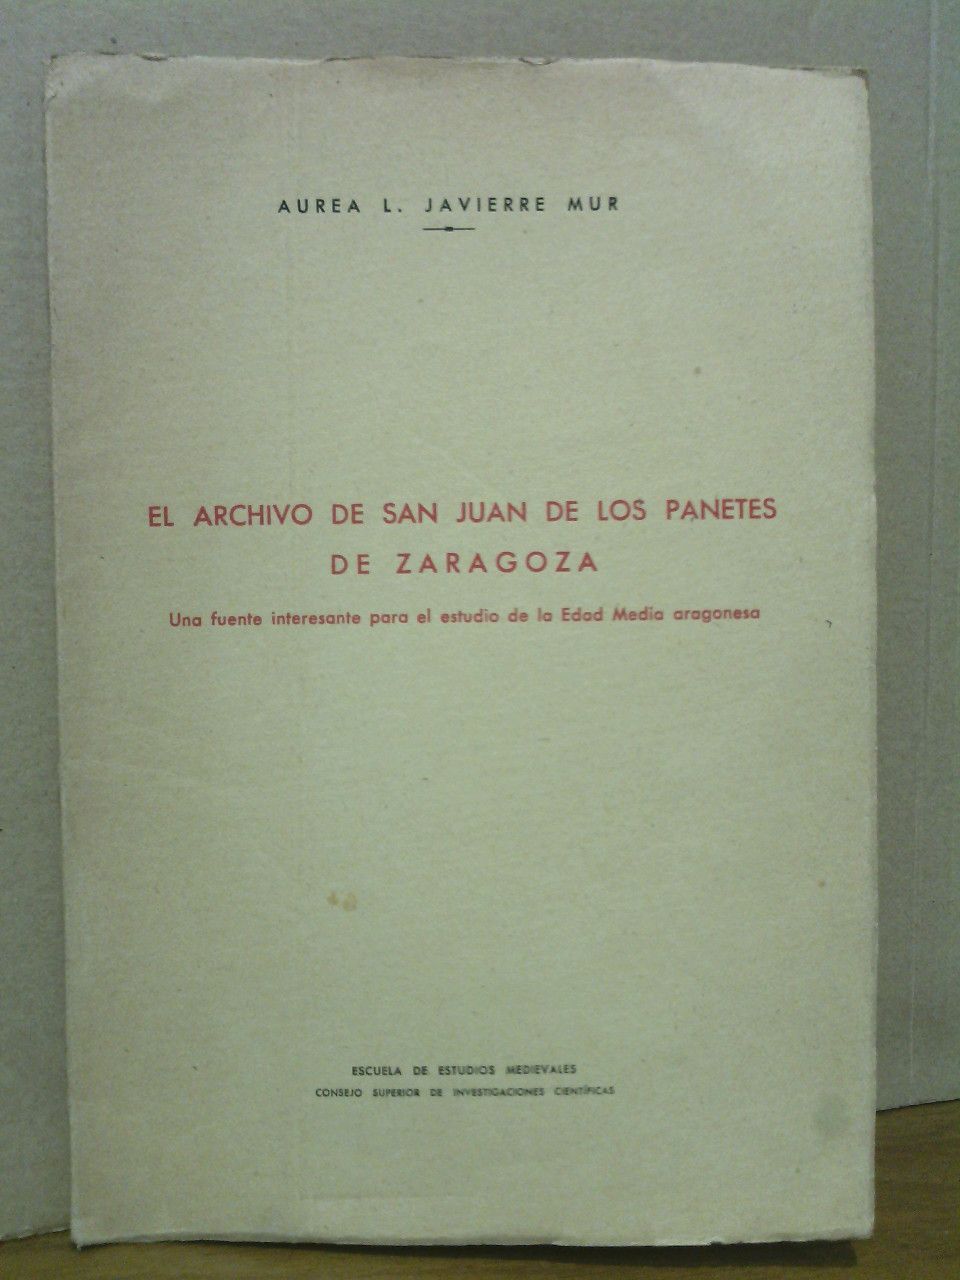 AUREA L. JAVIERRE MUR
EL ARCHIVO DE SAN JUAN DE LOS PANETES
DE ZARAGOZA
Una fuente interesante para el estudio de la Edad Media aragonesa
ESCUELA DE ESTUDIOS MEDIEVALES
CONSEJO SUPERIOR DE INVESTIGACIONES CIENTÍFICAS